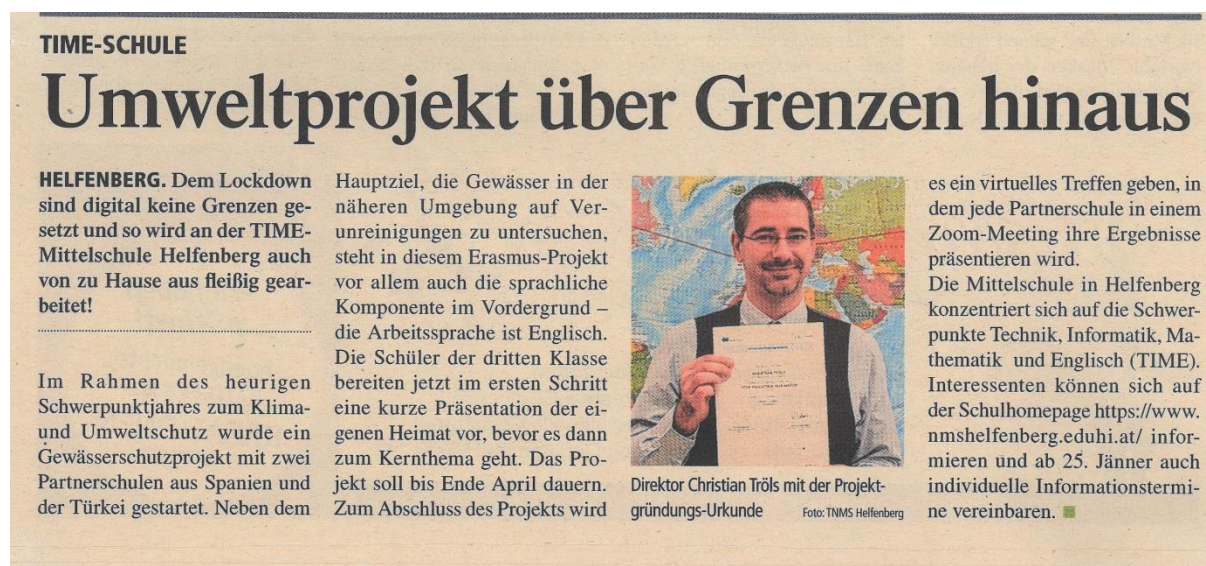 TIME-SCHULE
Umweltprojekt über Grenzen hinaus
HELFENBERG. Dem Lockdown
sind digital keine Grenzen ge-
setzt und so wird an der TIME-
Mittelschule Helfenberg auch
von zu Hause aus fleißig gear-
beitet!
Im Rahmen des heurigen
Schwerpunktjahres zum Klima-
und Umweltschutz wurde ein
Gewässerschutzprojekt mit zwei
Partnerschulen aus Spanien und
der Türkei gestartet. Neben dem
Hauptziel, die Gewässer in der
näheren Umgebung auf Ver-
unreinigungen zu untersuchen,
steht in diesem Erasmus-Projekt
vor allem auch die sprachliche
Komponente im Vordergrund –
die Arbeitssprache ist Englisch.
Die Schüler der dritten Klasse
bereiten jetzt im ersten Schritt
eine kurze Präsentation der ei-
genen Heimat vor, bevor es dann
zum Kernthema geht. Das Pro-
jekt soll bis Ende April dauern.
Zum Abschluss des Projekts wird
Direktor Christian Tröls mit der Projekt-
gründungs-Urkunde Foto: TNMS Helfenberg
es ein virtuelles Treffen geben, in
dem jede Partnerschule in einem
Zoom-Meeting ihre Ergebnisse
präsentieren wird.
Die Mittelschule in Helfenberg
konzentriert sich auf die Schwer-
punkte Technik, Informatik, Ma-
thematik und Englisch (TIME).
Interessenten können sich auf
der Schulhomepage https://www.
nmshelfenberg.eduhi.at/ infor-
mieren und ab 25. Jänner auch
individuelle Informationstermi-
ne vereinbaren.